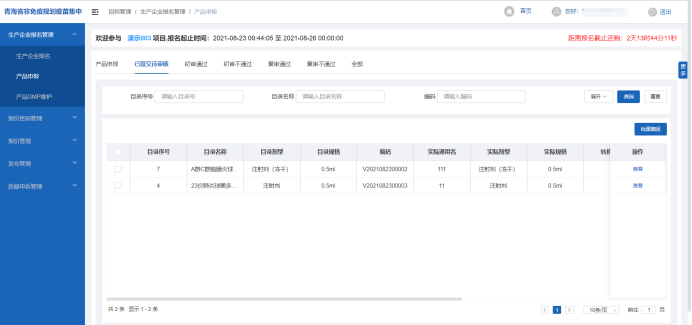 青海省非免疫规划疫苗集中
招标管理 / 生产企业报名管理 / 产品申报
首页 您好: 退出
生产企业报名管理
生产企业报名
产品申报
产品GMP维护
报价密钥管理
报价管理
发布管理
质疑申诉管理
欢迎参与 演示003 项目,报名起止时间: 2021-08-23 09:44:05 至 2021-08-26 00:00:00
距离报名截止还剩: 2天13时44分11秒
更多
产品申报 已提交待审核 初审通过 初审不通过 复审通过 复审不通过 全部
目录序号 请输入目录号 目录名称 请输入目录名称 编码 请输入编码 展开 查询 重置
批量撤回
目录序号 目录名称 目录剂型 目录规格 编码 实际通用名 实际剂型 实际规格 转换 操作
7 A群C群脑膜炎球... 注射剂（冻干） 0.5ml V2021082300002 111 注射剂（冻干） 0.5ml 查看
4 23价肺炎球菌多... 注射剂 0.5ml V2021082300003 11 注射剂 0.5ml 查看
共 2 条 显示 1 - 2 条
1 10条/页 前往 1 页